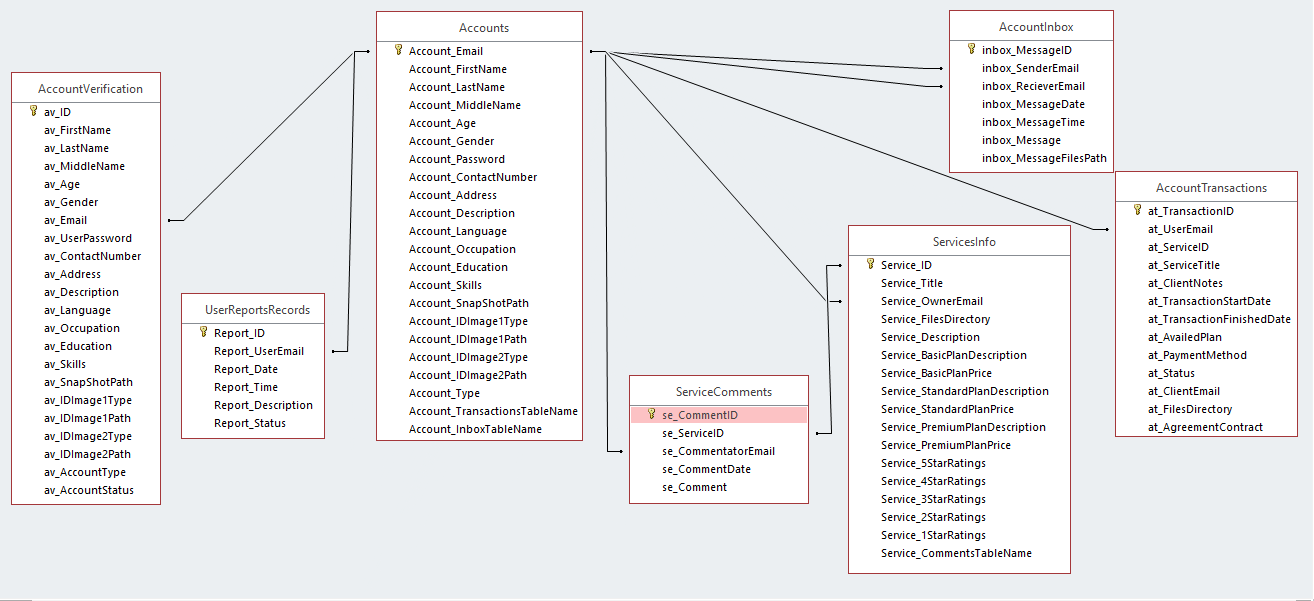 AccountVerification
av_ID
av_FirstName
av_LastName
av_MiddleName
av_Age
av_Gender
av_Email
av_UserPassword
av_ContactNumber
av_Address
av_Description
av_Language
av_Occupation
av_Education
av_Skills
av_SnapShotPath
av_IDImage1Type
av_IDImage1Path
av_IDImage2Type
av_IDImage2Path
av_AccountType
av_AccountStatus
UserReportsRecords
Report_ID
Report_UserEmail
Report_Date
Report_Time
Report_Description
Report_Status
Accounts
Account_Email
Account_FirstName
Account_LastName
Account_MiddleName
Account_Age
Account_Gender
Account_Password
Account_ContactNumber
Account_Address
Account_Description
Account_Language
Account_Occupation
Account_Education
Account_Skills
Account_SnapShotPath
Account_IDImage1Type
Account_IDImage1Path
Account_IDImage2Type
Account_IDImage2Path
Account_Type
Account_TransactionsTableName
Account_InboxTableName
ServiceComments
se_CommentID
se_ServiceID
se_CommentatorEmail
se_CommentDate
se_Comment
ServicesInfo
Service_ID
Service_Title
Service_OwnerEmail
Service_FilesDirectory
Service_Description
Service_BasicPlanDescription
Service_BasicPlanPrice
Service_StandardPlanDescription
Service_StandardPlanPrice
Service_PremiumPlanDescription
Service_PremiumPlanPrice
Service_5StarRatings
Service_4StarRatings
Service_3StarRatings
Service_2StarRatings
Service_1StarRatings
Service_CommentsTableName
AccountInbox
inbox_MessageID
inbox_SenderEmail
inbox_RecieverEmail
inbox_MessageDate
inbox_MessageTime
inbox_Message
inbox_MessageFilesPath
AccountTransactions
at_TransactionID
at_UserEmail
at_ServiceID
at_ServiceTitle
at_ClientNotes
at_TransactionStartDate
at_TransactionFinishedDate
at_AvailedPlan
at_PaymentMethod
at_Status
at_ClientEmail
at_FilesDirectory
at_AgreementContract